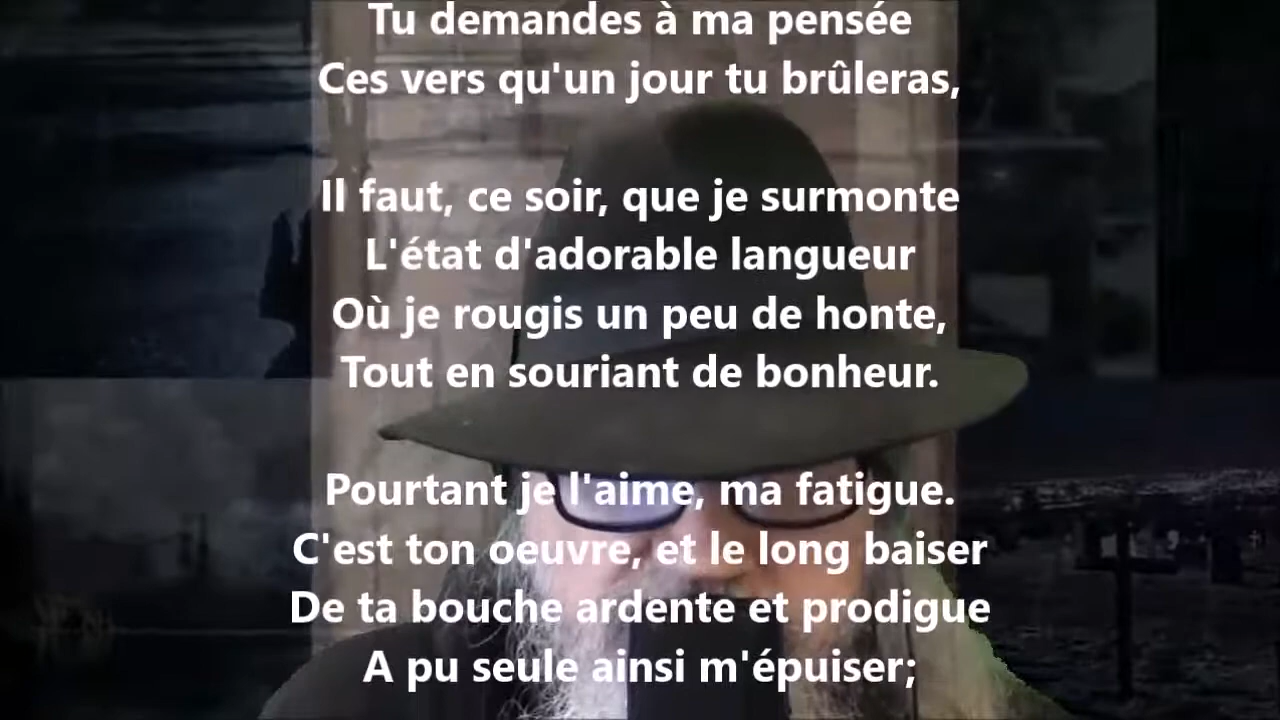 Tu demandes à ma pensée
Ces vers qu'un jour tu brûleras,
Il faut, ce soir, que je surmonte
L'état d'adorable langueur
Où je rougis un peu de honte,
Tout en souriant de bonheur.
Pourtant je l'aime, ma fatigue.
C'est ton oeuvre, et le long baiser
De ta bouche ardente et prodigue
A pu seule ainsi m'épuiser;